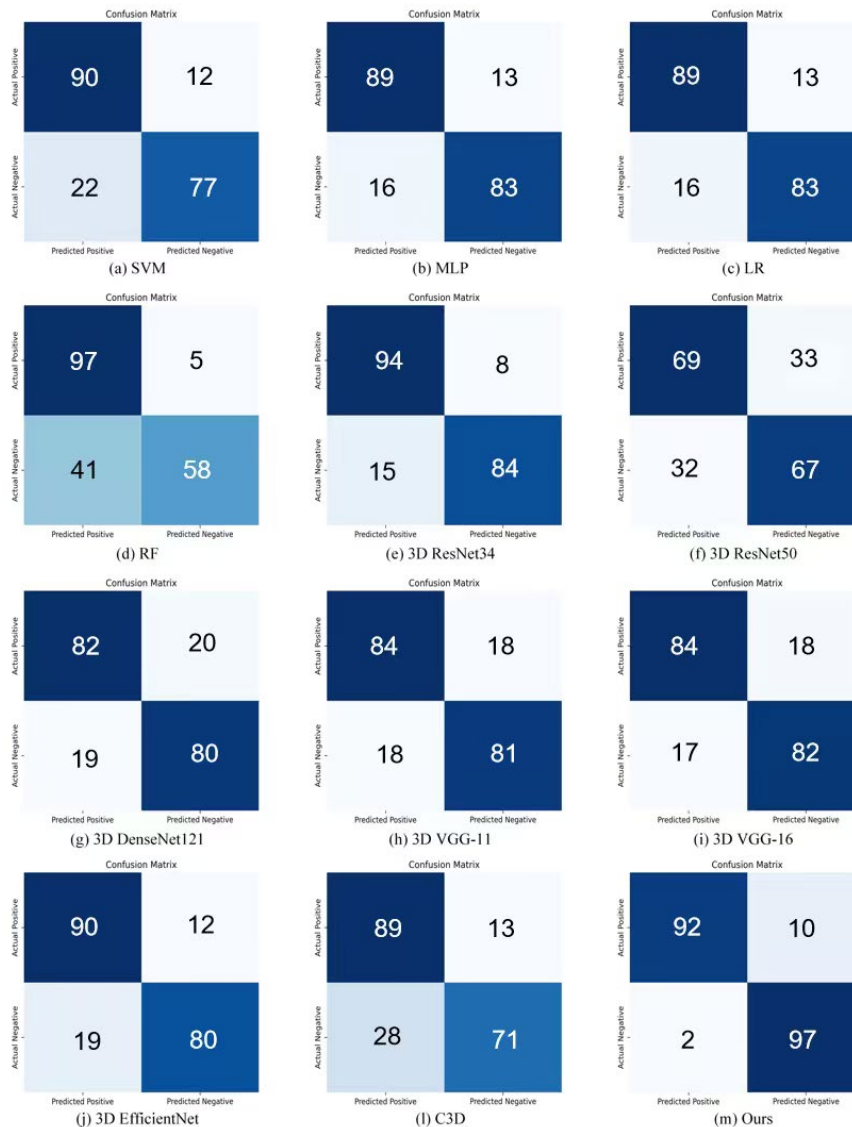 Confusion Matrix Confusion Matrix Confusion Matrix
Actual Positive 90 12 Actual Positive 89 13 Actual Positive 89 13
Actual Negative 22 77 Actual Negative 16 83 Actual Negative 16 83
Predicted Positive Predicted Negative Predicted Positive Predicted Negative Predicted Positive Predicted Negative
(a) SVM (b) MLP (c) LR
Confusion Matrix Confusion Matrix Confusion Matrix
Actual Positive 97 5 Actual Positive 94 8 Actual Positive 69 33
Actual Negative 41 58 Actual Negative 15 84 Actual Negative 32 67
Predicted Positive Predicted Negative Predicted Positive Predicted Negative Predicted Positive Predicted Negative
(d) RF (e) 3D ResNet34 (f) 3D ResNet50
Confusion Matrix Confusion Matrix Confusion Matrix
Actual Positive 82 20 Actual Positive 84 18 Actual Positive 84 18
Actual Negative 19 80 Actual Negative 18 81 Actual Negative 17 82
Predicted Positive Predicted Negative Predicted Positive Predicted Negative Predicted Positive Predicted Negative
(g) 3D DenseNet121 (h) 3D VGG-11 (i) 3D VGG-16
Confusion Matrix Confusion Matrix Confusion Matrix
Actual Positive 90 12 Actual Positive 89 13 Actual Positive 92 10
Actual Negative 19 80 Actual Negative 28 71 Actual Negative 2 97
Predicted Positive Predicted Negative Predicted Positive Predicted Negative Predicted Positive Predicted Negative
(j) 3D EfficientNet (l) C3D (m) Ours